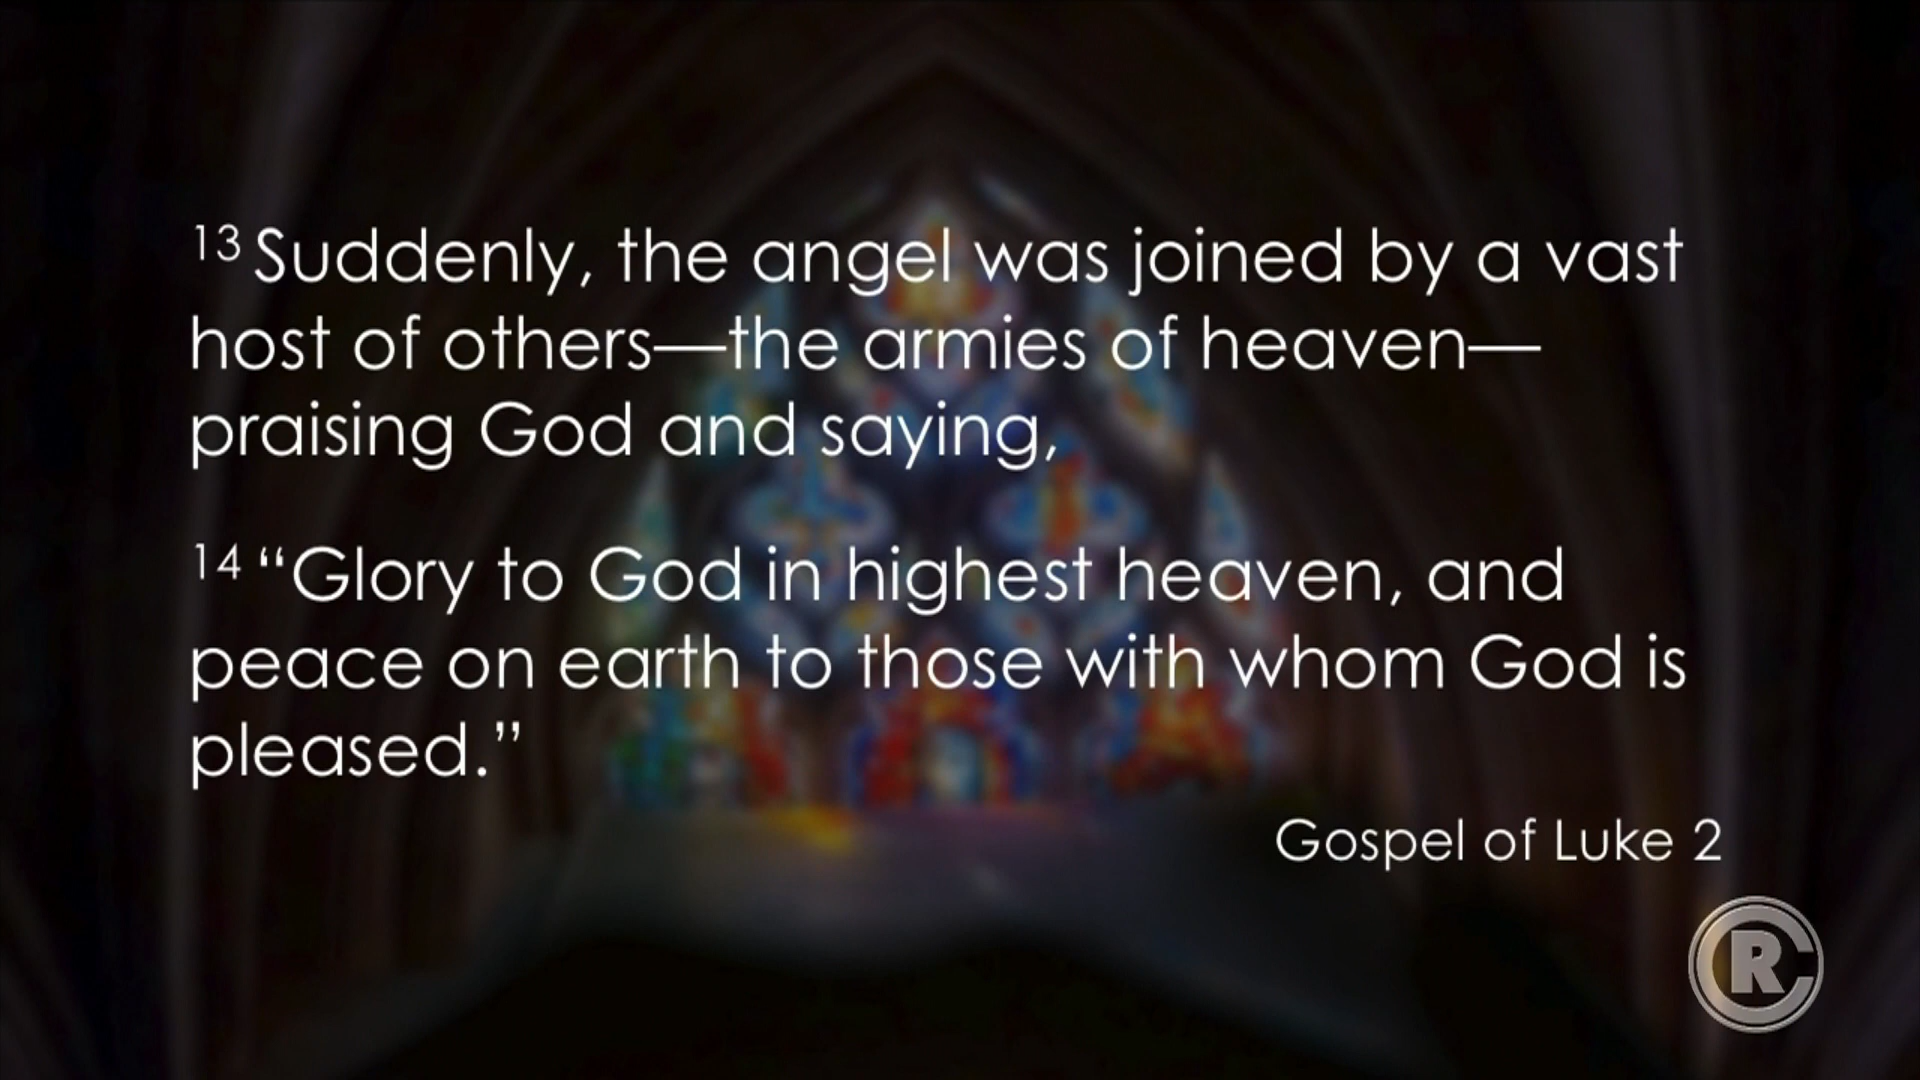 13 Suddenly, the angel was joined by a vast
host of others—the armies of heaven—
praising God and saying,
14 “Glory to God in highest heaven, and
peace on earth to those with whom God is
pleased.”
Gospel of Luke 2
RC